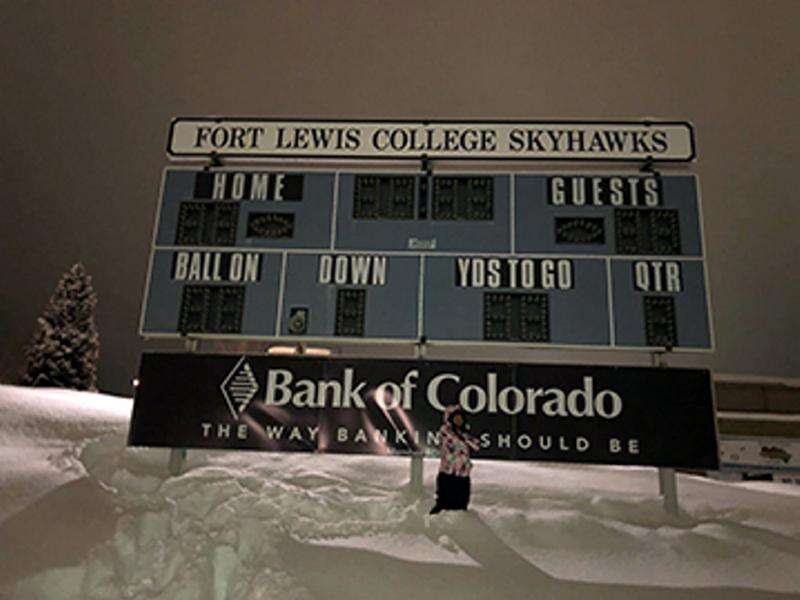 FORT LEWIS COLLEGE SKYHAWKS
HOME GUESTS
BALL ON DOWN YDS TO GO QTR
Bank of Colorado
THE WAY BANKIN SHOULD BE